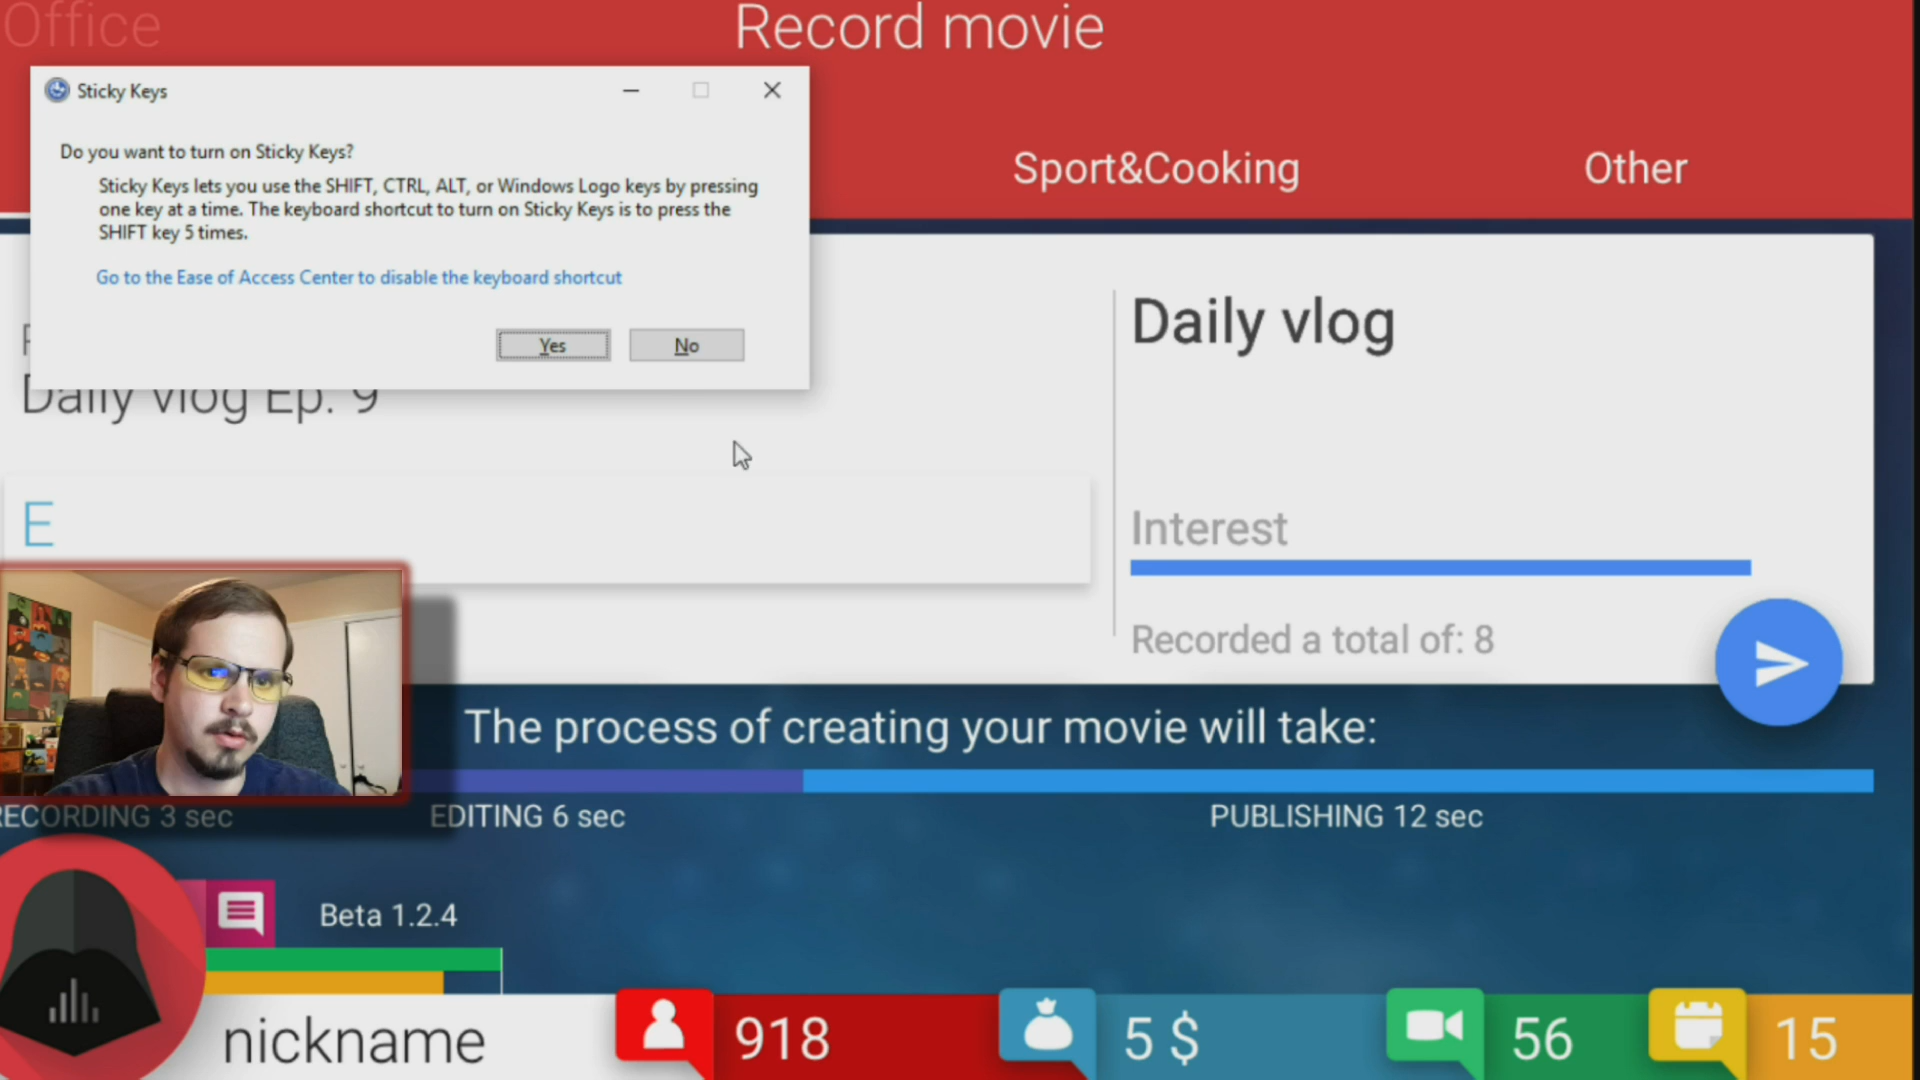 Office
Record movie
Sticky Keys
Do you want to turn on Sticky Keys?
Sticky Keys lets you use the SHIFT, CTRL, ALT, or Windows Logo keys by pressing
one key at a time. The keyboard shortcut to turn on Sticky Keys is to press the
SHIFT key 5 times.
Go to the Ease of Access Center to disable the keyboard shortcut
Yes
No
Sport&Cooking
Other
Daily vlog Ep. 9
E
Daily vlog
Interest
Recorded a total of: 8
The process of creating your movie will take:
RECORDING 3 sec
EDITING 6 sec
PUBLISHING 12 sec
Beta 1.2.4
nickname
918
5 $
56
15